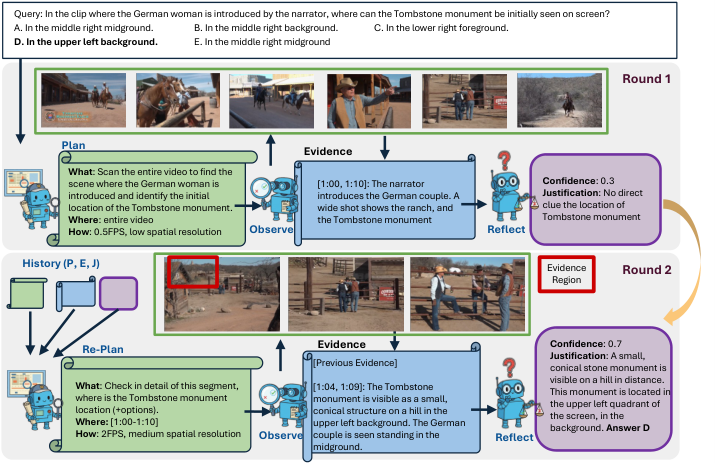 Query: In the clip where the German woman is introduced by the narrator, where can the Tombstone monument be initially seen on screen?
A. In the middle right midground. B. In the middle right background. C. In the lower right foreground.
D. In the upper left background. E. In the middle right midground
Round 1
Plan
What: Scan the entire video to find the
scene where the German woman is
introduced and identify the initial
location of the Tombstone monument.
Where: entire video
How: 0.5FPS, low spatial resolution
Observe
Evidence
[1:00, 1:10]: The narrator
introduces the German couple. A
wide shot shows the ranch, and
the Tombstone monument
Reflect
Confidence: 0.3
Justification: No direct
clue the location of
Tombstone monument
History (P, E, J)
Round 2
Evidence
Region
Re-Plan
What: Check in detail of this segment,
where is the Tombstone monument
location (+options).
Where: [1:00-1:10]
How: 2FPS, medium spatial resolution
Observe
Evidence
[Previous Evidence]
[1:04, 1:09]: The Tombstone
monument is visible as a small,
conical structure on a hill in the
upper left background. The German
couple is seen standing in the
midground.
Reflect
Confidence: 0.7
Justification: A small,
conical stone monument is
visible on a hill in distance.
This monument is located in
the upper left quadrant of
the screen, in the
background. Answer D